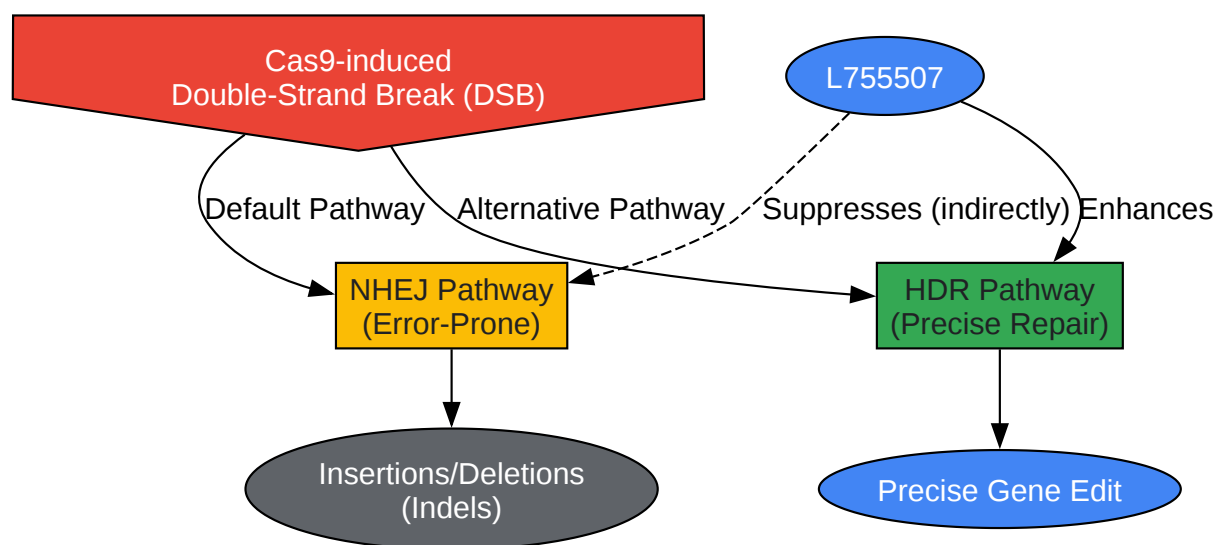 Cas9-induced
Double-Strand Break (DSB)
L755507
Default Pathway
Alternative Pathway
Suppresses (indirectly)
Enhances
NHEJ Pathway
(Error-Prone)
HDR Pathway
(Precise Repair)
Insertions/Deletions
(Indels)
Precise Gene Edit